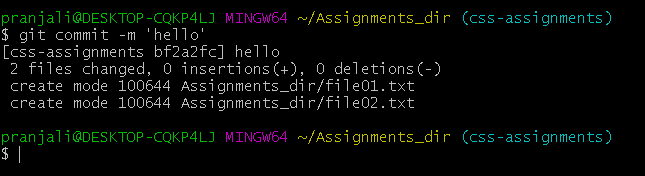 pranjali@DESKTOP-CQKP4LJ MINGW64 ~/Assignments_dir (css-assignments)
$ git commit -m 'hello'
[css-assignments bf2a2fc] hello
 2 files changed, 0 insertions(+), 0 deletions(-)
 create mode 100644 Assignments_dir/file01.txt
 create mode 100644 Assignments_dir/file02.txt

pranjali@DESKTOP-CQKP4LJ MINGW64 ~/Assignments_dir (css-assignments)
$